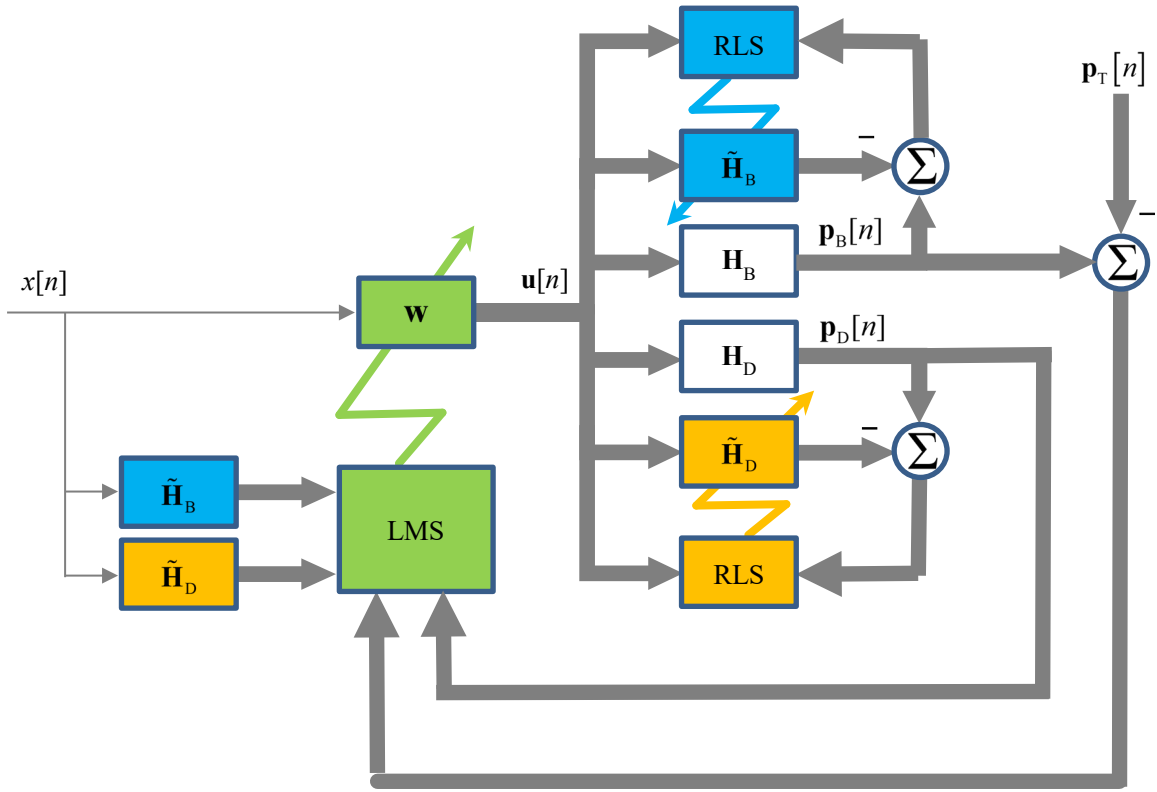 RLS
p_T[n]
−
H̃_B
Σ
−
p_B[n]
H_B
Σ
x[n]
w
u[n]
p_D[n]
H_D
−
H̃_D
Σ
H̃_B
LMS
H̃_D
RLS